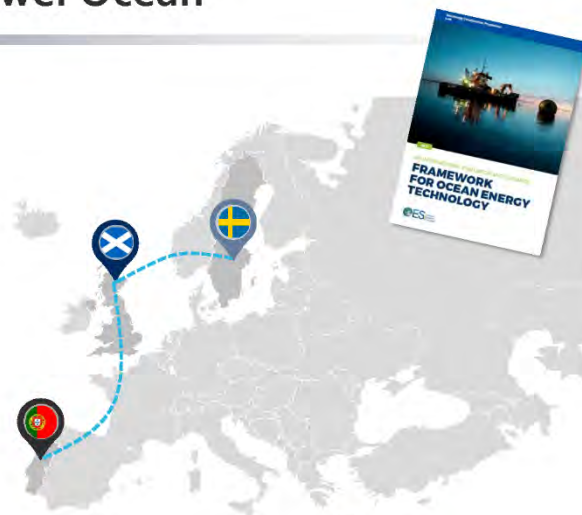 wer Ocean
FRAMEWORK
FOR OCEAN ENERGY
TECHNOLOGY
OES